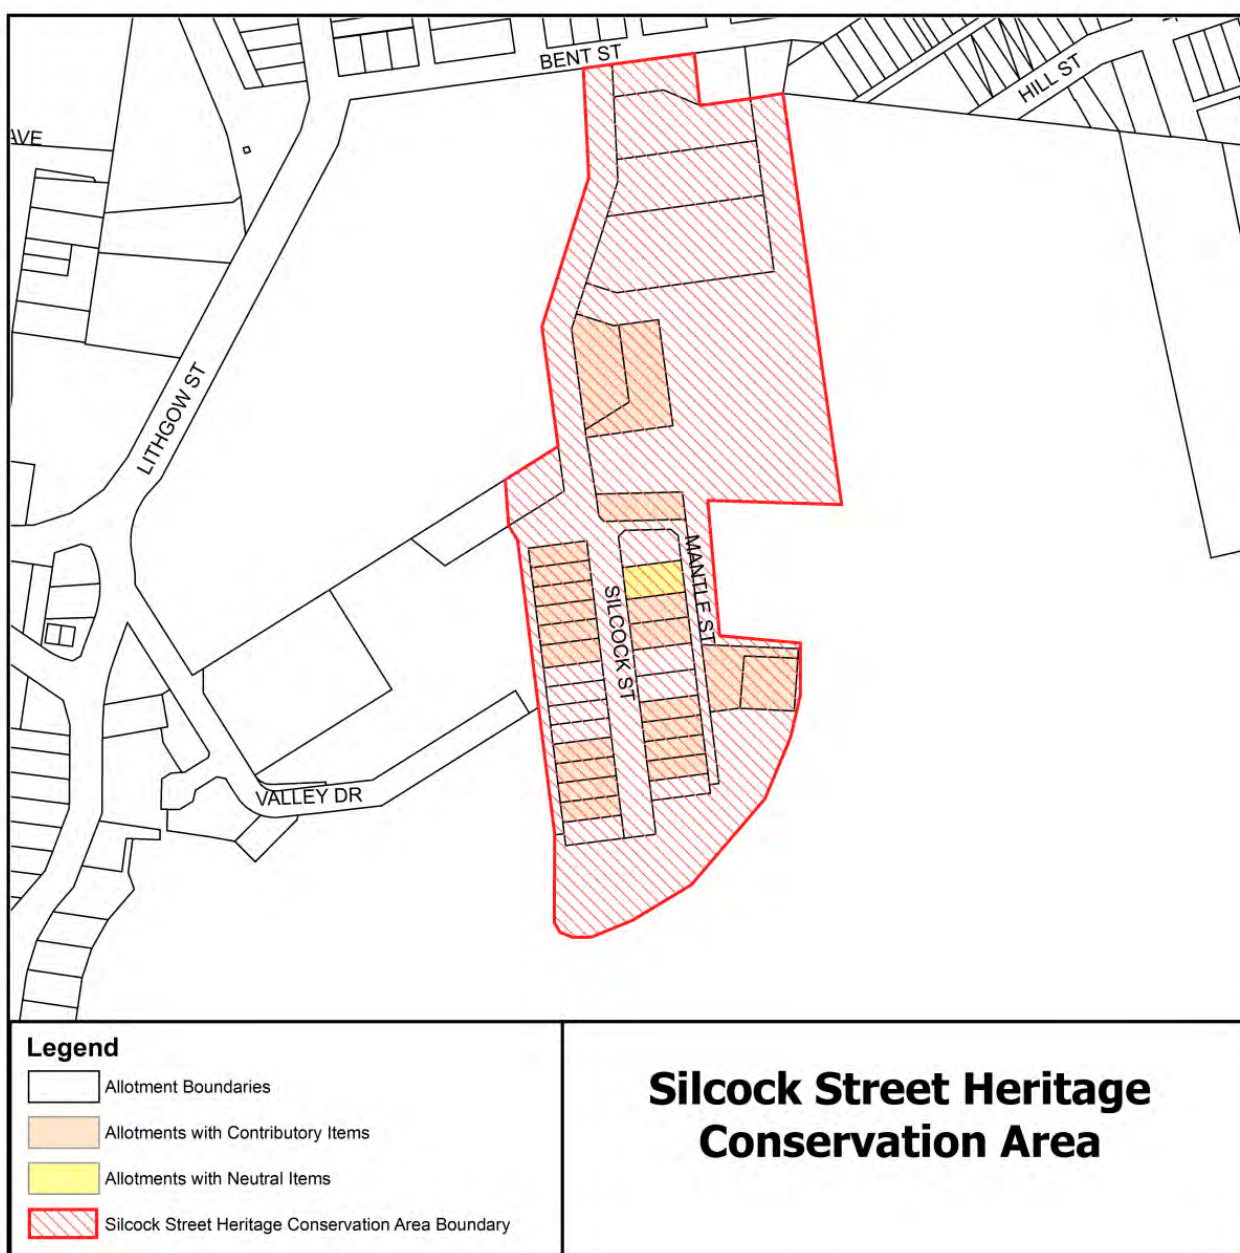 BENT ST
HILL ST
AVE
LITHGOW ST
MANTLE ST
SILCOCK ST
VALLEY DR
Legend
Allotment Boundaries
Allotments with Contributory Items
Allotments with Neutral Items
Silcock Street Heritage Conservation Area Boundary
Silcock Street Heritage
Conservation Area